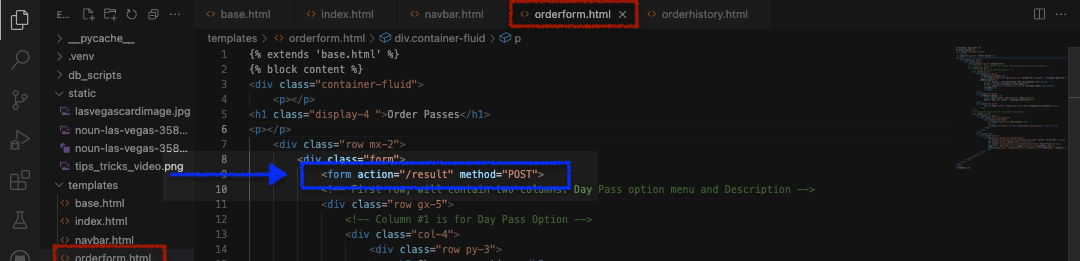 E... base.html index.html navbar.html orderform.html orderhistory.html
templates > orderform.html > div.container-fluid > p
> __pycache__
> .venv
> db_scripts
static
lasvegascardimage.jpg
noun-las-vegas-358...
noun-las-vegas-358...
tips_tricks_video.png
templates
base.html
index.html
navbar.html
orderform.html
1 {% extends 'base.html' %}
2 {% block content %}
3 <div class="container-fluid">
4 <p></p>
5 <h1 class="display-4 ">Order Passes</h1>
6 <p></p>
7 <div class="row mx-2">
8 <div class="form">
9 <form action="/result" method="POST">
10 <!-- First row, will contain two columns. Day Pass option menu and Description -->
11 <div class="row gx-5">
12 <!-- Column #1 is for Day Pass Option -->
13 <div class="col-4">
14 <div class="row py-3">
15